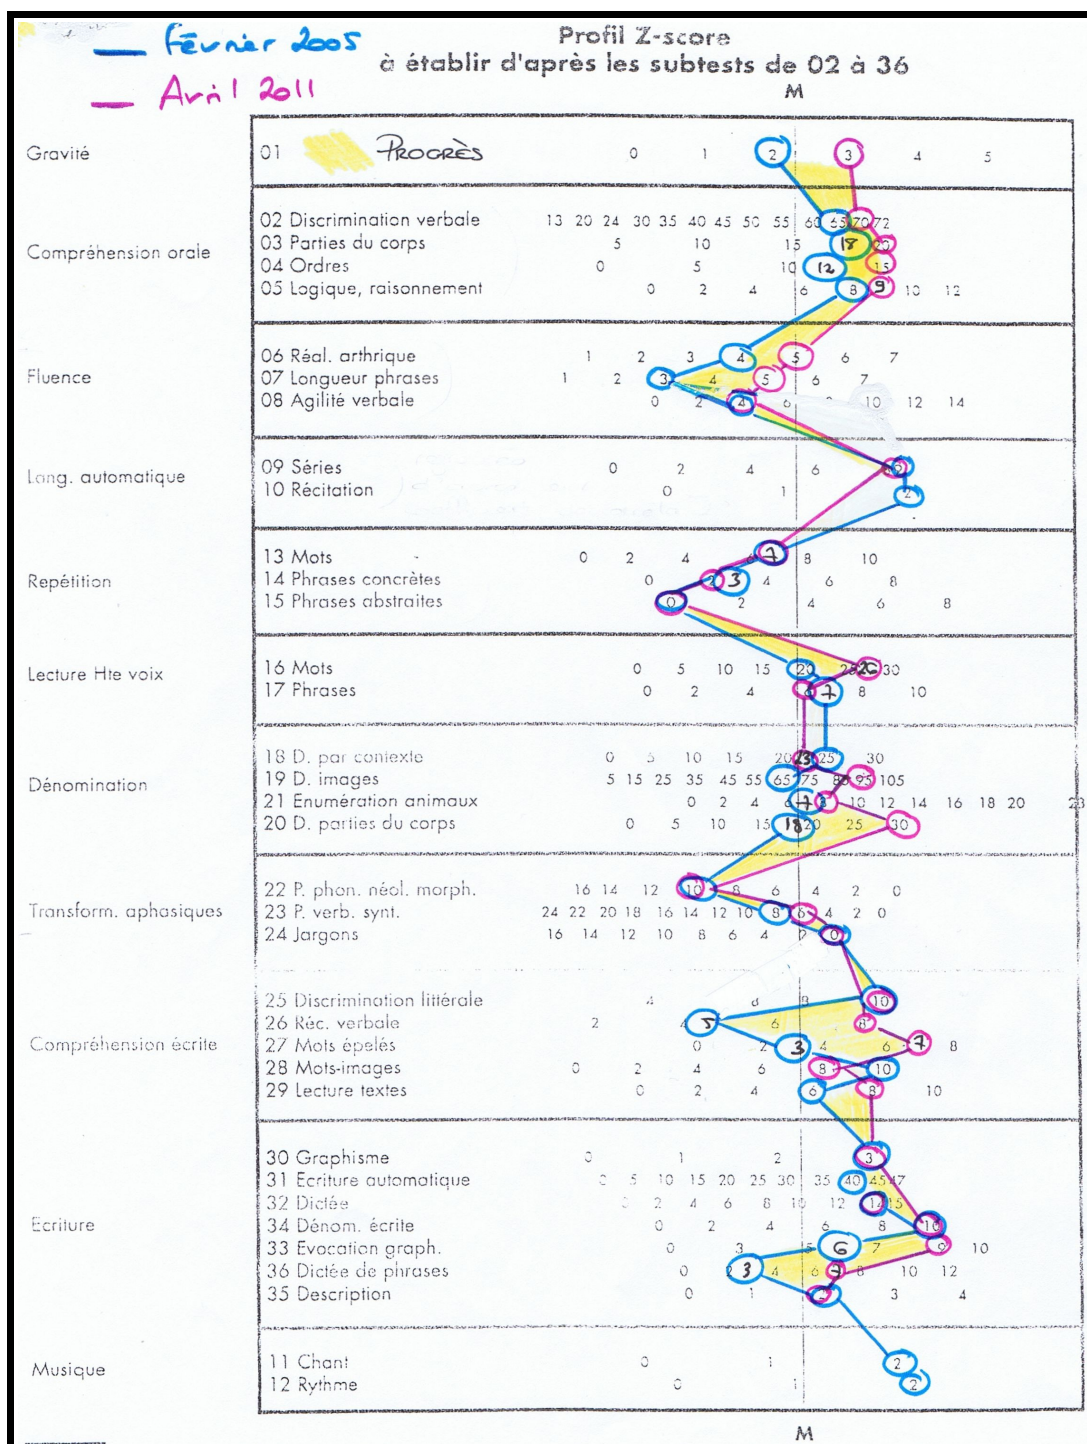 Février 2005
Avril 2011
Profil Z-score
à établir d'après les subtests de 02 à 36
M
Gravité 01 PROGRÈS 0 1 2 3 4 5
Compréhension orale
02 Discrimination verbale 13 20 24 30 35 40 45 50 55 60 65 70 72
03 Parties du corps 5 10 15 18 20
04 Ordres 0 5 10 12 15
05 Logique, raisonnement 0 2 4 6 8 9 10 12
Fluence
06 Réal. arthrique 1 2 3 4 5 6 7
07 Longueur phrases 1 2 3 4 5 6 7
08 Agilité verbale 0 2 4 6 10 12 14
Lang. automatique
09 Séries 0 2 4 6
10 Récitation 0 1 2
Repétition
13 Mots 0 2 4 6 7 8 10
14 Phrases concrètes 0 2 3 4 6 8
15 Phrases abstraites 0 2 4 6 8
Lecture Hte voix
16 Mots 0 5 10 15 20 25 26 30
17 Phrases 0 2 4 6 7 8 10
Dénomination
18 D. par contexte 0 5 10 15 20 23 25 30
19 D. images 5 15 25 35 45 55 65 75 85 95 105
21 Enumération animaux 0 2 4 6 7 8 10 12 14 16 18 20 23
20 D. parties du corps 0 5 10 15 18 20 25 30
Transform. aphasiques
22 P. phon. néol. morph. 16 14 12 10 8 6 4 2 0
23 P. verb. synt. 24 22 20 18 16 14 12 10 8 6 4 2 0
24 Jargons 16 14 12 10 8 6 4 2 0
Compréhension écrite
25 Discrimination littérale 4 6 8 10
26 Réc. verbale 2 4 5 6 8
27 Mots épelés 0 2 3 4 6 7 8
28 Mots-images 0 2 4 6 8 10
29 Lecture textes 0 2 4 6 8 10
Ecriture
30 Graphisme 0 1 2 3
31 Ecriture automatique 0 5 10 15 20 25 30 35 40 45 47
32 Dictée 0 2 4 6 8 10 12 14 15
34 Dénom. écrite 0 2 4 6 8 10
33 Evocation graph. 0 3 5 6 7 9 10
36 Dictée de phrases 0 2 3 4 6 7 8 10 12
35 Description 0 1 2 3 4
Musique
11 Chant 0 1 2
12 Rythme 0 1 2
M